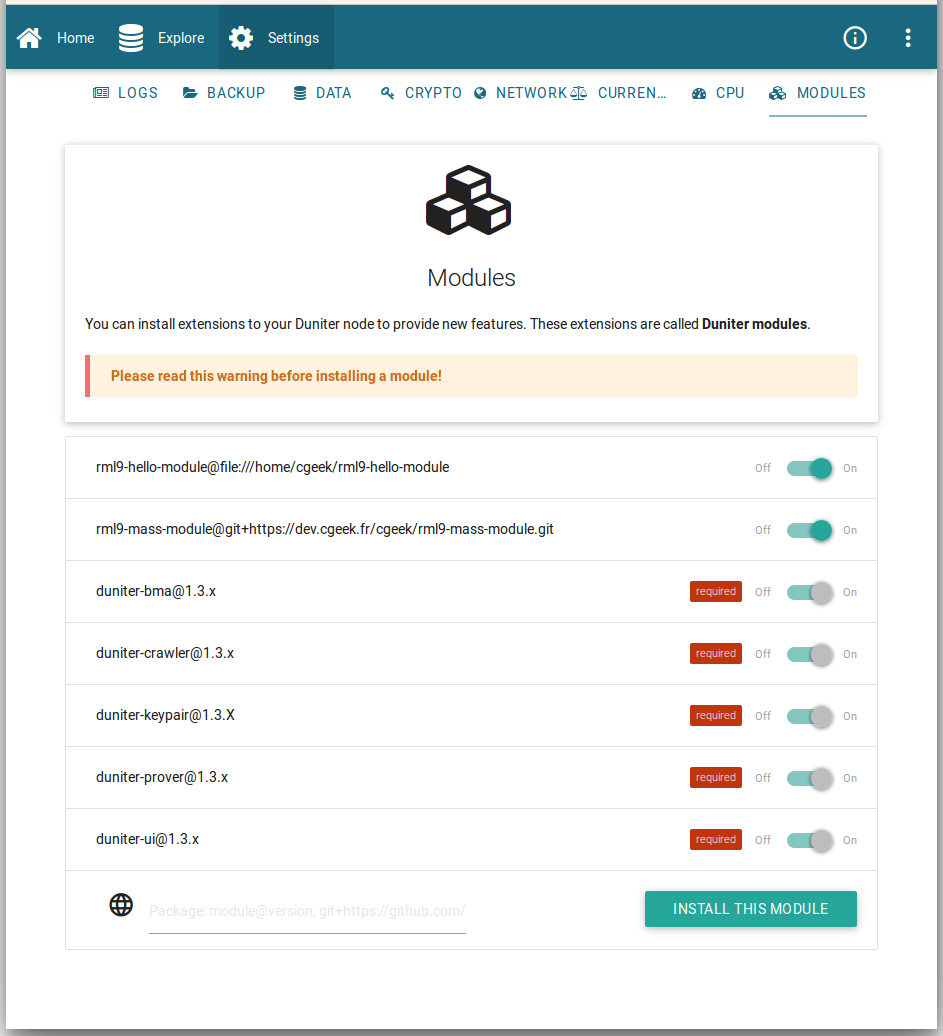 Home Explore Settings
LOGS BACKUP DATA CRYPTO NETWORK CURREN... CPU MODULES
Modules
You can install extensions to your Duniter node to provide new features. These extensions are called Duniter modules.
Please read this warning before installing a module!
rml9-hello-module@file:///home/cgeek/rml9-hello-module Off On
rml9-mass-module@git+https://dev.cgeek.fr/cgeek/rml9-mass-module.git Off On
duniter-bma@1.3.x required Off On
duniter-crawler@1.3.x required Off On
duniter-keypair@1.3.X required Off On
duniter-prover@1.3.x required Off On
duniter-ui@1.3.x required Off On
Package: module@version, git+https://github.com/ INSTALL THIS MODULE